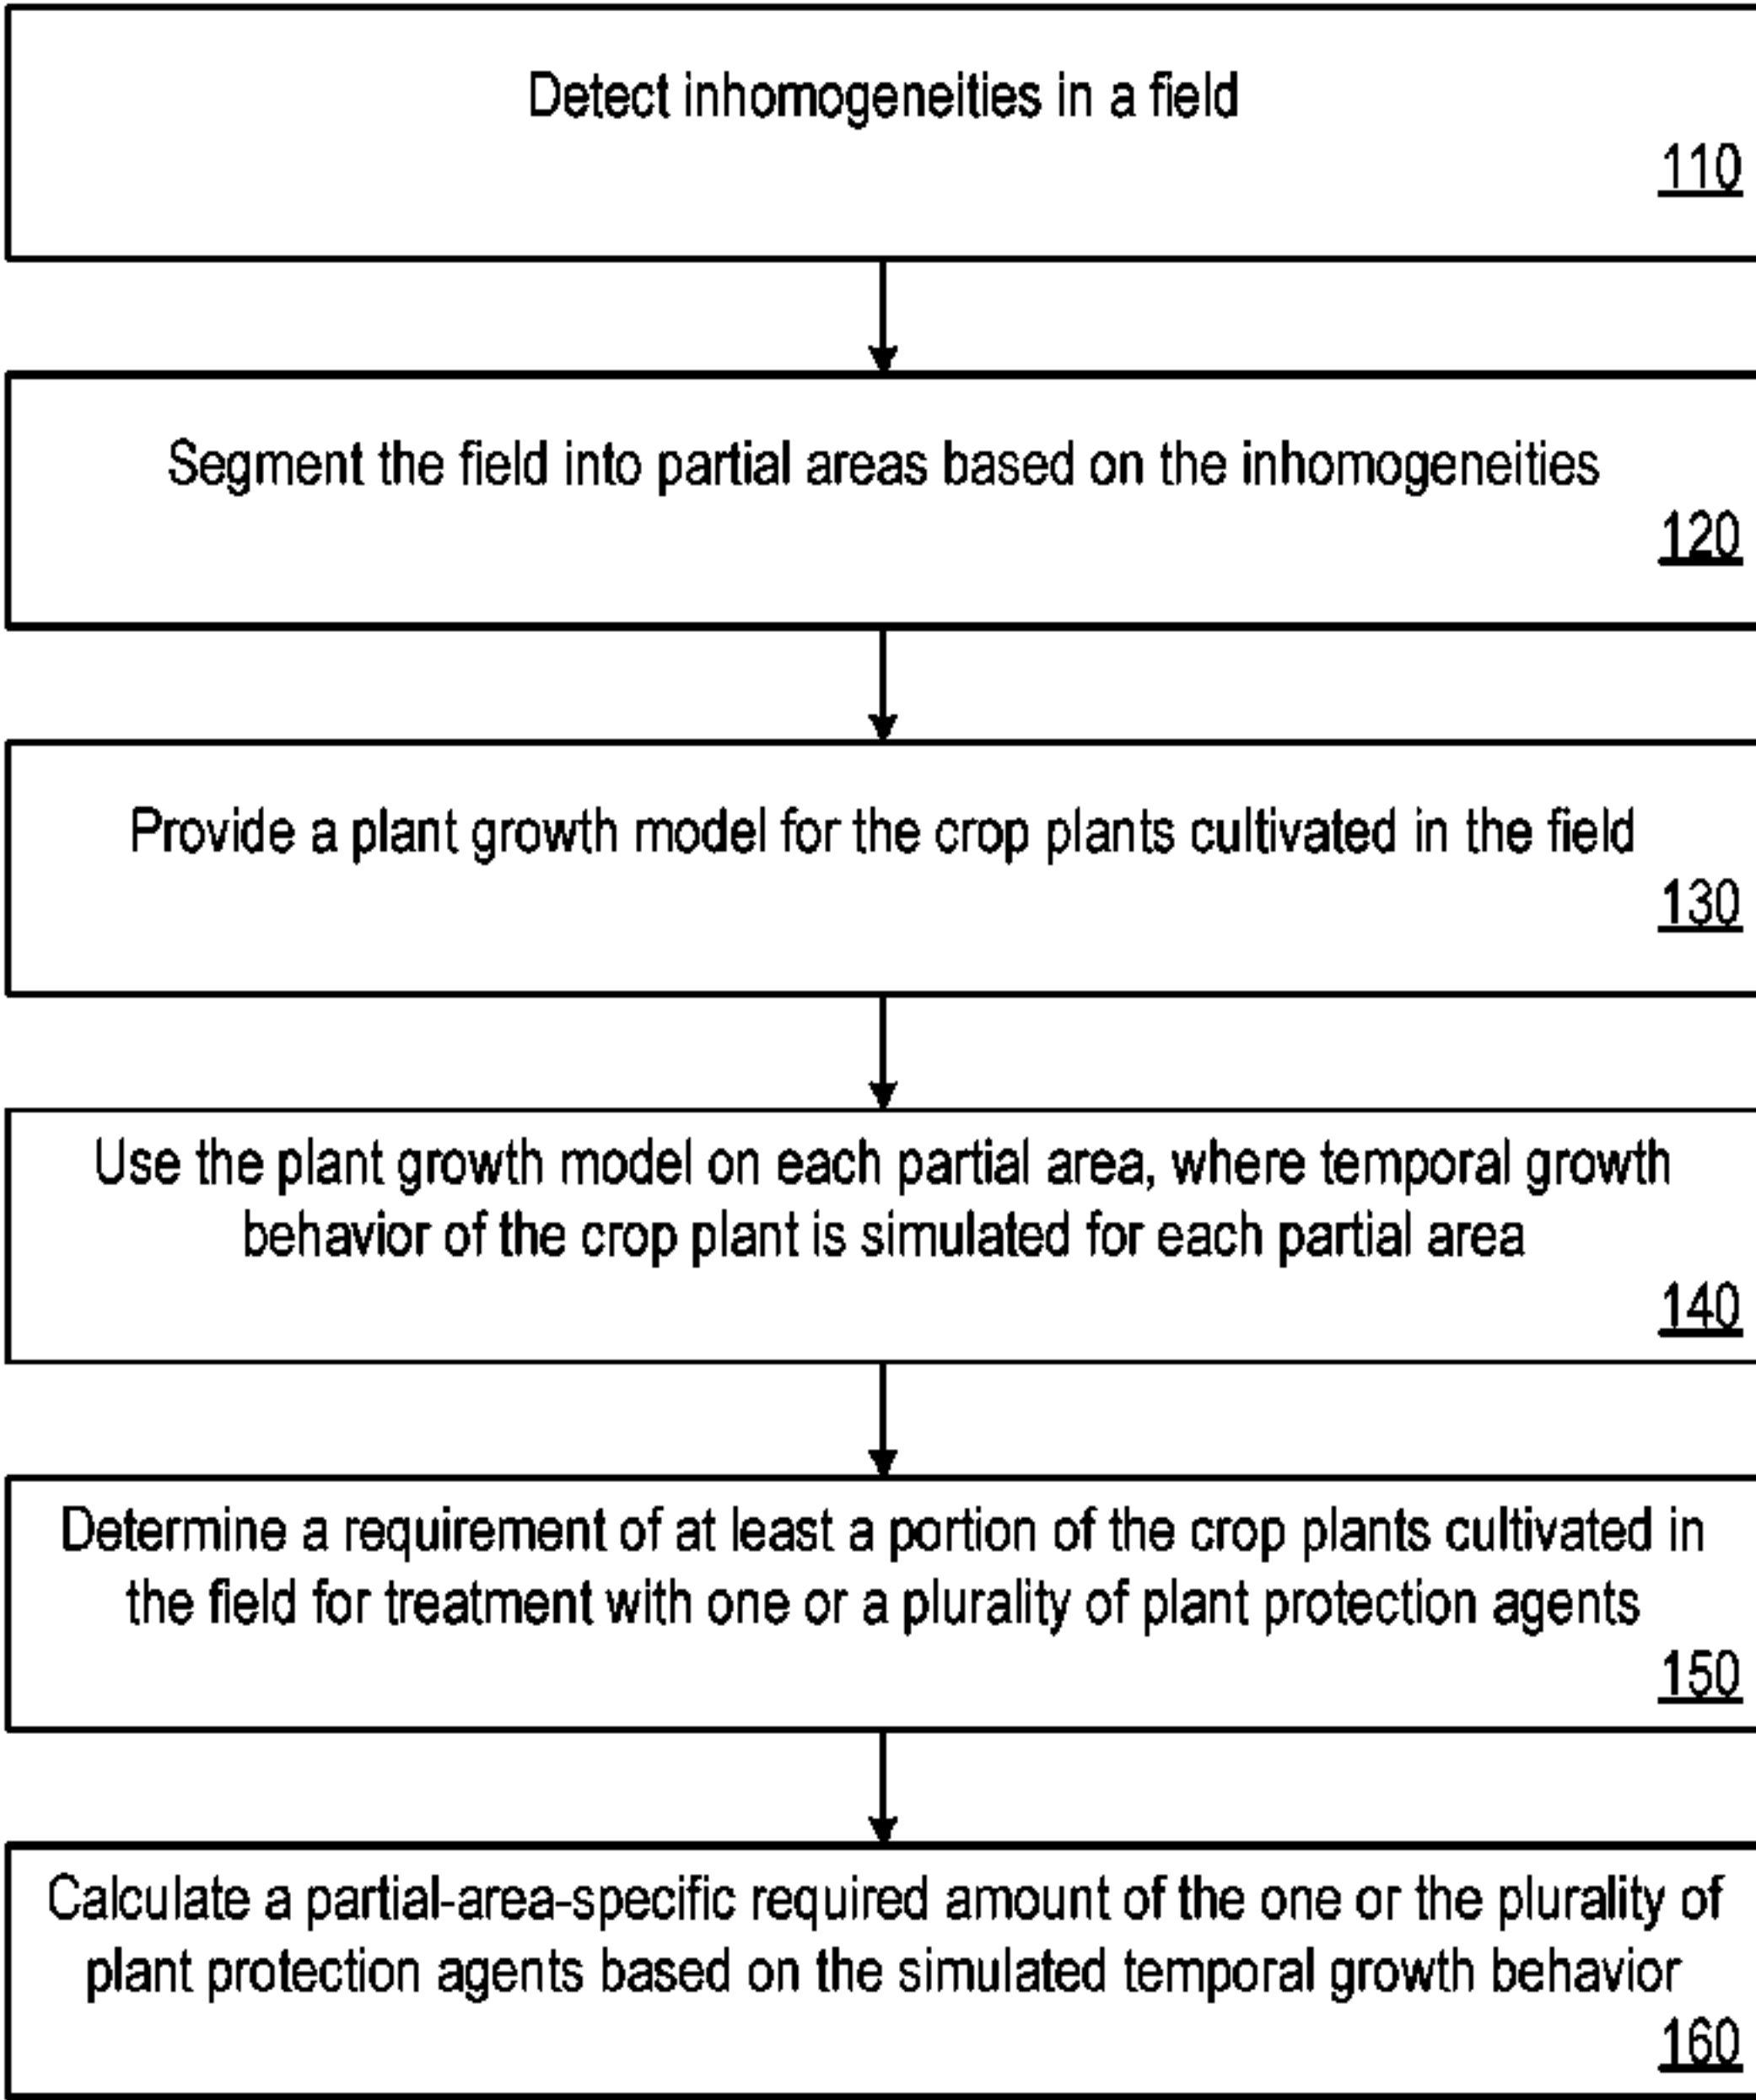 Detect inhomogeneities in a field
110
Segment the field into partial areas based on the inhomogeneities
120
Provide a plant growth model for the crop plants cultivated in the field
130
Use the plant growth model on each partial area, where temporal growth
behavior of the crop plant is simulated for each partial area
140
Determine a requirement of at least a portion of the crop plants cultivated in
the field for treatment with one or a plurality of plant protection agents
150
Calculate a partial-area-specific required amount of the one or the plurality of
plant protection agents based on the simulated temporal growth behavior
160